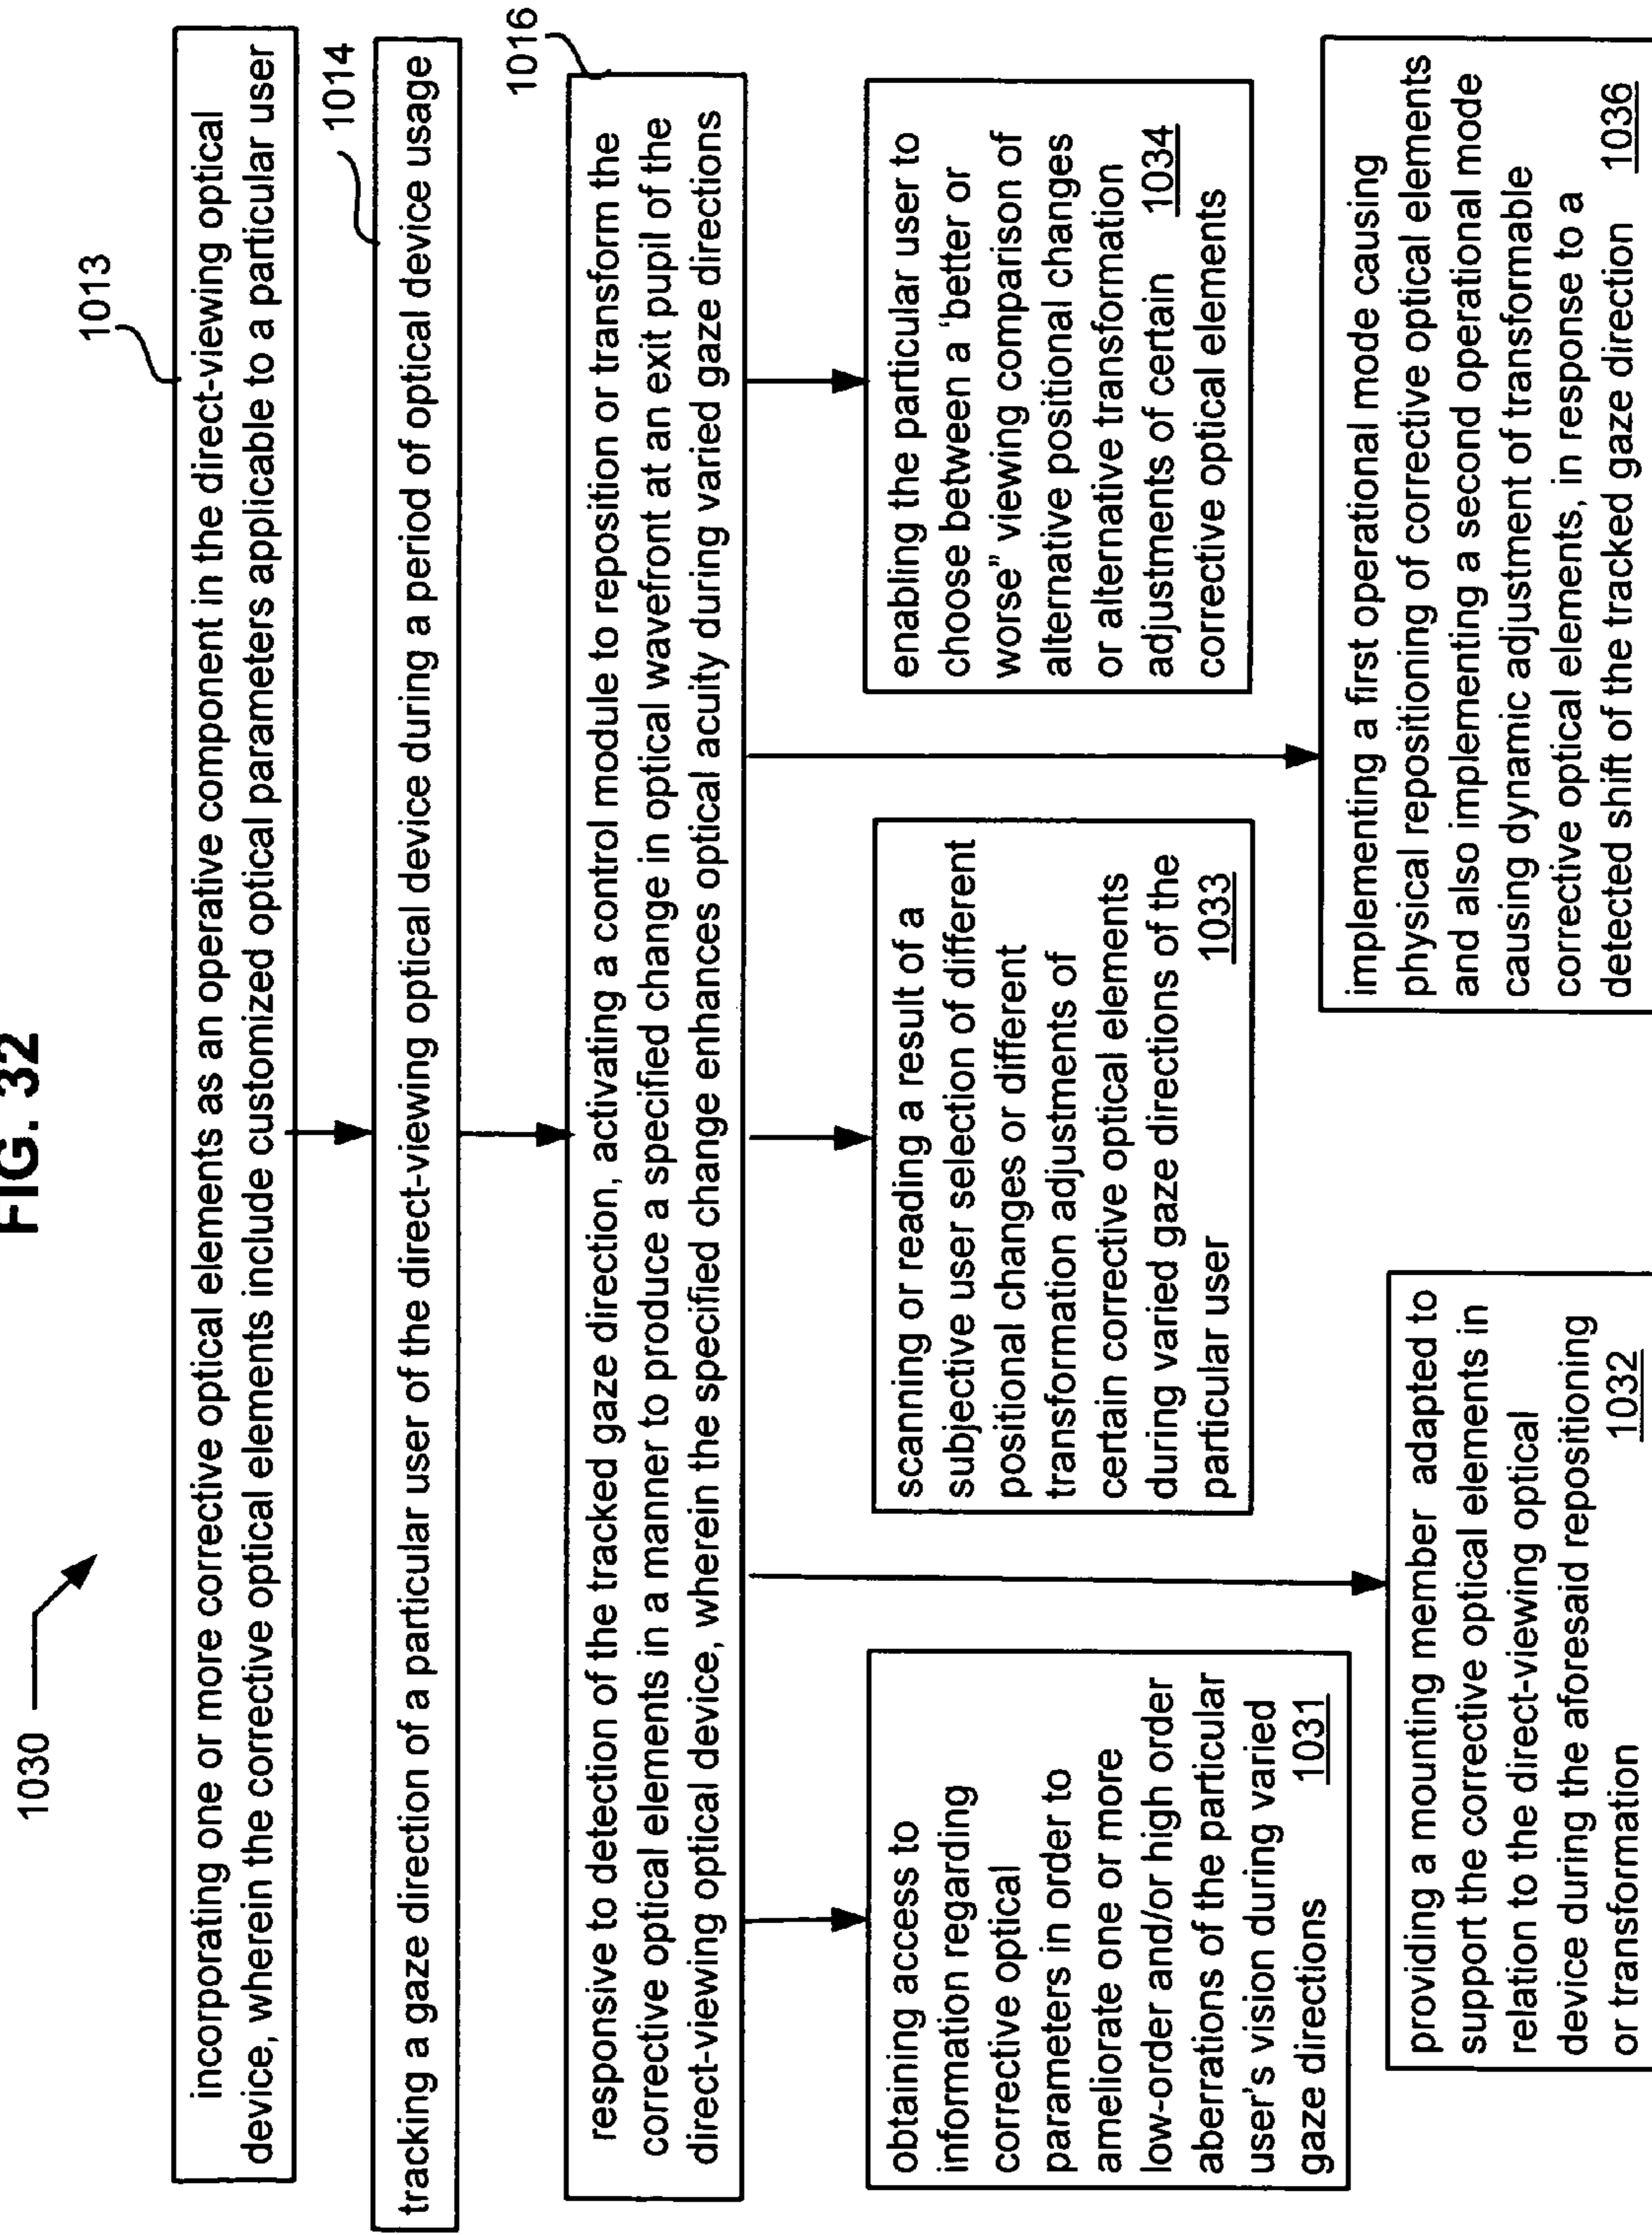 FIG. 32
1030
1013
incorporating one or more corrective optical elements as an operative component in the direct-viewing optical
device, wherein the corrective optical elements include customized optical parameters applicable to a particular user
1014
tracking a gaze direction of a particular user of the direct-viewing optical device during a period of optical device usage
1016
responsive to detection of the tracked gaze direction, activating a control module to reposition or transform the
corrective optical elements in a manner to produce a specified change in optical wavefront at an exit pupil of the
direct-viewing optical device, wherein the specified change enhances optical acuity during varied gaze directions
obtaining access to
information regarding
corrective optical
parameters in order to
ameliorate one or more
low-order and/or high order
aberrations of the particular
user's vision during varied
gaze directions 1031
scanning or reading a result of a
subjective user selection of different
positional changes or different
transformation adjustments of
certain corrective optical elements
during varied gaze directions of the
particular user 1033
enabling the particular user to
choose between a 'better or
worse" viewing comparison of
alternative positional changes
or alternative transformation
adjustments of certain 1034
corrective optical elements
providing a mounting member adapted to
support the corrective optical elements in
relation to the direct-viewing optical
device during the aforesaid repositioning
or transformation 1032
implementing a first operational mode causing
physical repositioning of corrective optical elements
and also implementing a second operational mode
causing dynamic adjustment of transformable
corrective optical elements, in response to a
detected shift of the tracked gaze direction 1036